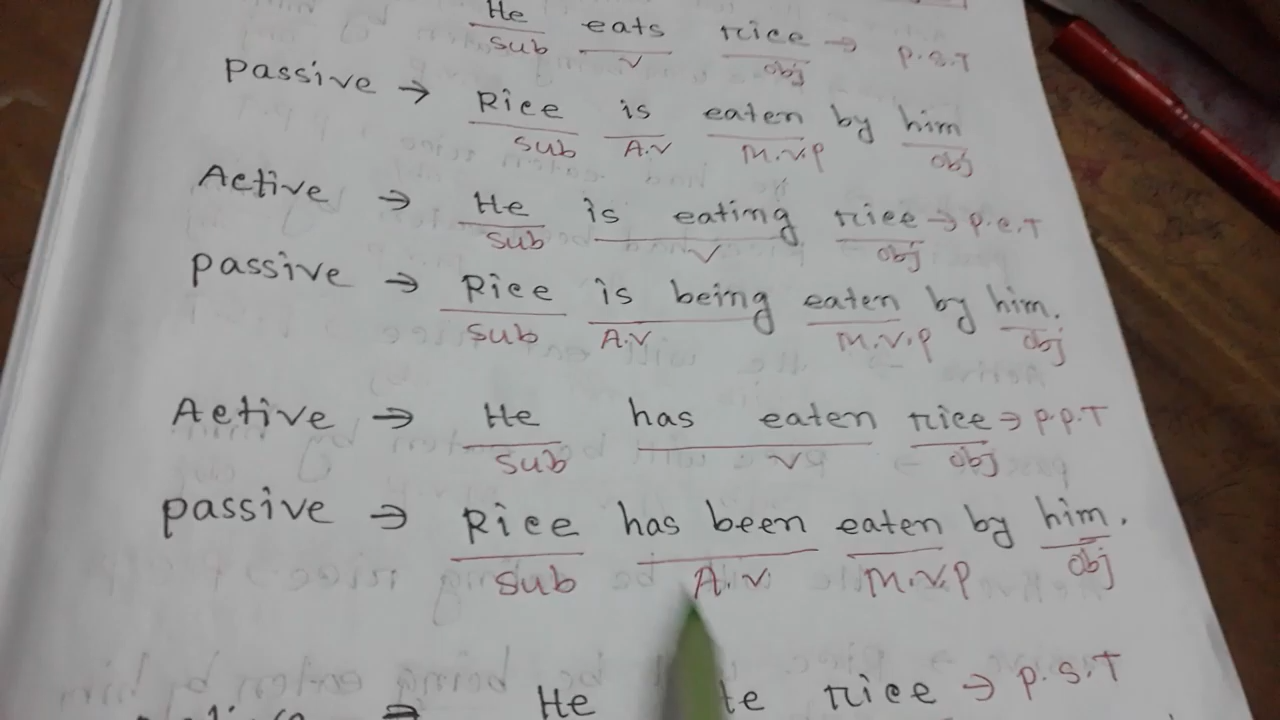 He eats rice → P.S.T
sub v obj
Passive → Rice is eaten by him
sub A.V M.V.P obj
Active → He is eating rice → P.C.T
sub v obj
Passive → Rice is being eaten by him.
sub A.V M.V.P obj
Active → He has eaten rice → P.P.T
sub v obj
Passive → Rice has been eaten by him.
sub A.V. M.V.P obj
→ He rice → P.S.T